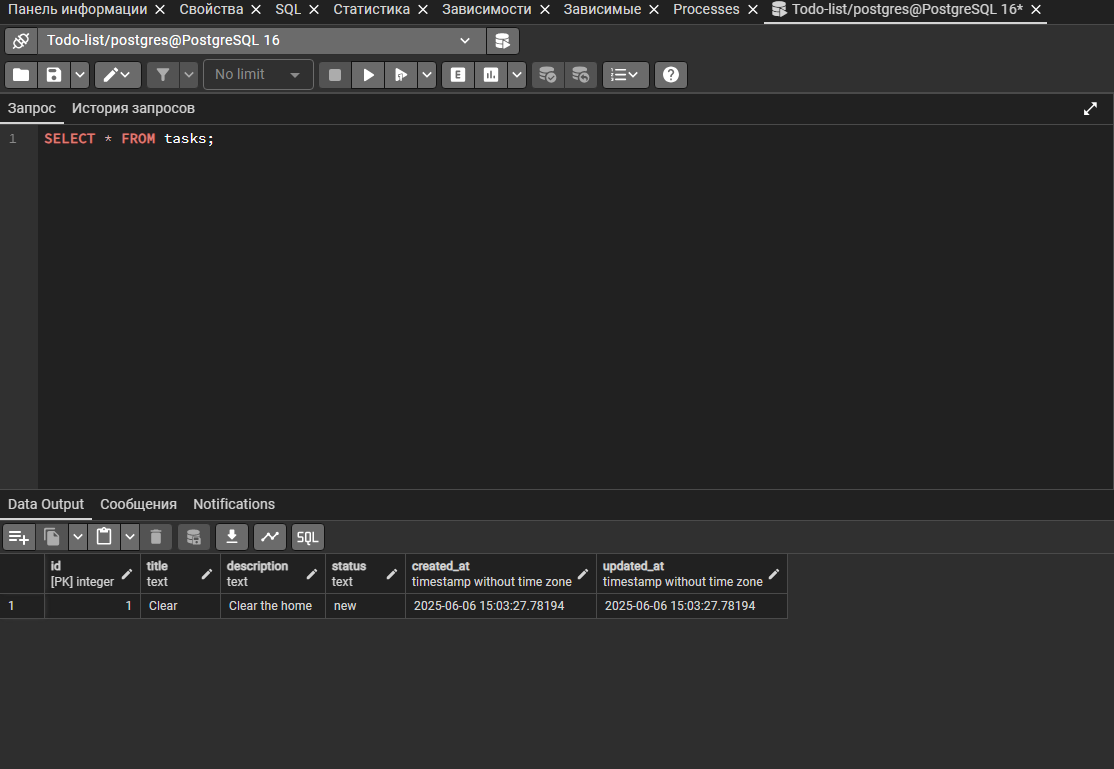 Панель информации Свойства SQL Статистика Зависимости Зависимые Processes Todo-list/postgres@PostgreSQL 16*
Todo-list/postgres@PostgreSQL 16
No limit E
Запрос История запросов
1 SELECT * FROM tasks;
Data Output Сообщения Notifications
SQL
id title description status created_at updated_at
[PK] integer text text text timestamp without time zone timestamp without time zone
1 1 Clear Clear the home new 2025-06-06 15:03:27.78194 2025-06-06 15:03:27.78194